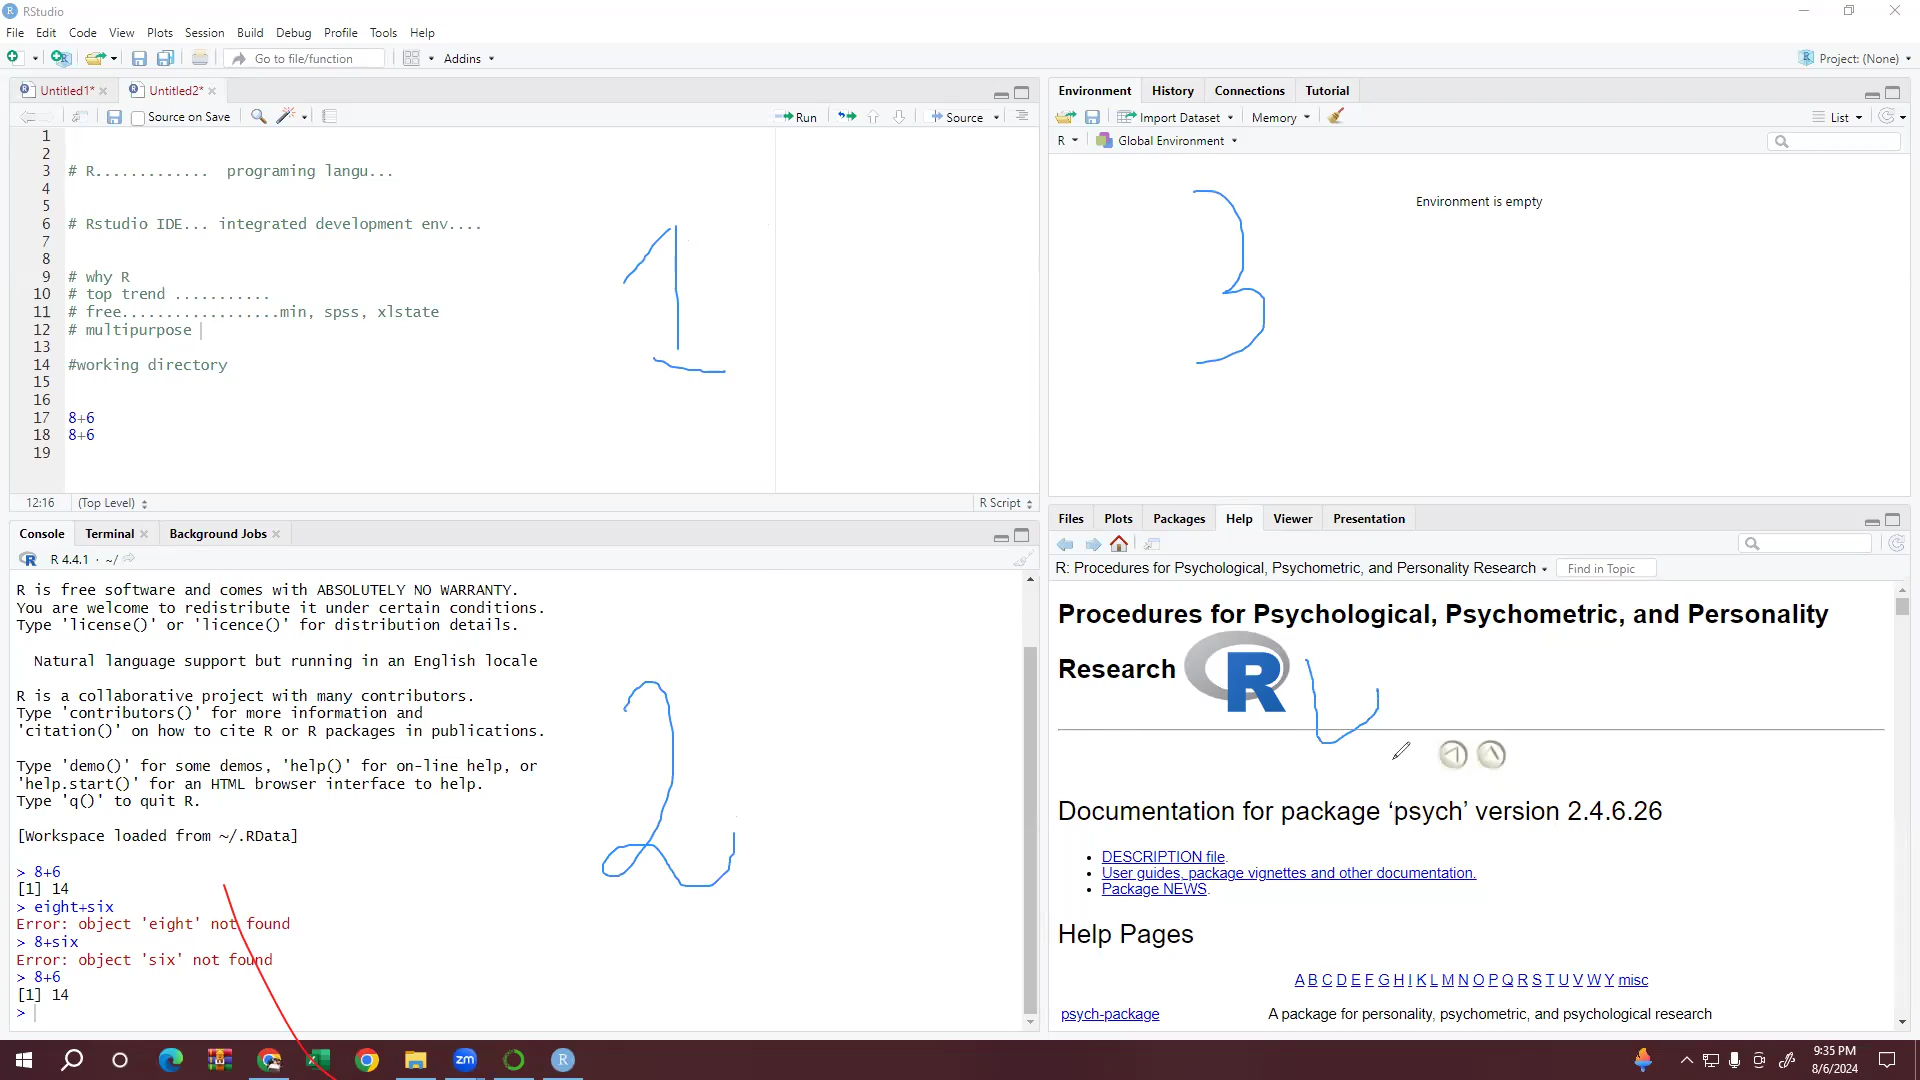 RStudio
File Edit Code View Plots Session Build Debug Profile Tools Help
Go to file/function Addins Project: (None)
Untitled1* Untitled2*
Source on Save Run Source
1
2
3 # R............. programing langu...
4
5
6 # Rstudio IDE... integrated development env....
7
8
9 # why R
10 # top trend ...........
11 # free..................min, spss, xlstate
12 # multipurpose
13
14 #working directory
15
16
17 8+6
18 8+6
19
1
12:16 (Top Level) R Script
Console Terminal Background Jobs
R 4.4.1 · ~/
R is free software and comes with ABSOLUTELY NO WARRANTY.
You are welcome to redistribute it under certain conditions.
Type 'license()' or 'licence()' for distribution details.
Natural language support but running in an English locale
R is a collaborative project with many contributors.
Type 'contributors()' for more information and
'citation()' on how to cite R or R packages in publications.
Type 'demo()' for some demos, 'help()' for on-line help, or
'help.start()' for an HTML browser interface to help.
Type 'q()' to quit R.
[Workspace loaded from ~/.RData]
> 8+6
[1] 14
> eight+six
Error: object 'eight' not found
> 8+six
Error: object 'six' not found
> 8+6
[1] 14
>
2
Environment History Connections Tutorial
Import Dataset Memory List
R Global Environment
Environment is empty
3
Files Plots Packages Help Viewer Presentation
R: Procedures for Psychological, Psychometric, and Personality Research Find in Topic
Procedures for Psychological, Psychometric, and Personality
Research R
Documentation for package ‘psych’ version 2.4.6.26
DESCRIPTION file.
User guides, package vignettes and other documentation.
Package NEWS.
Help Pages
A B C D E F G H I K L M N O P Q R S T U V W Y misc
psych-package A package for personality, psychometric, and psychological research
zm R
9:35 PM
8/6/2024